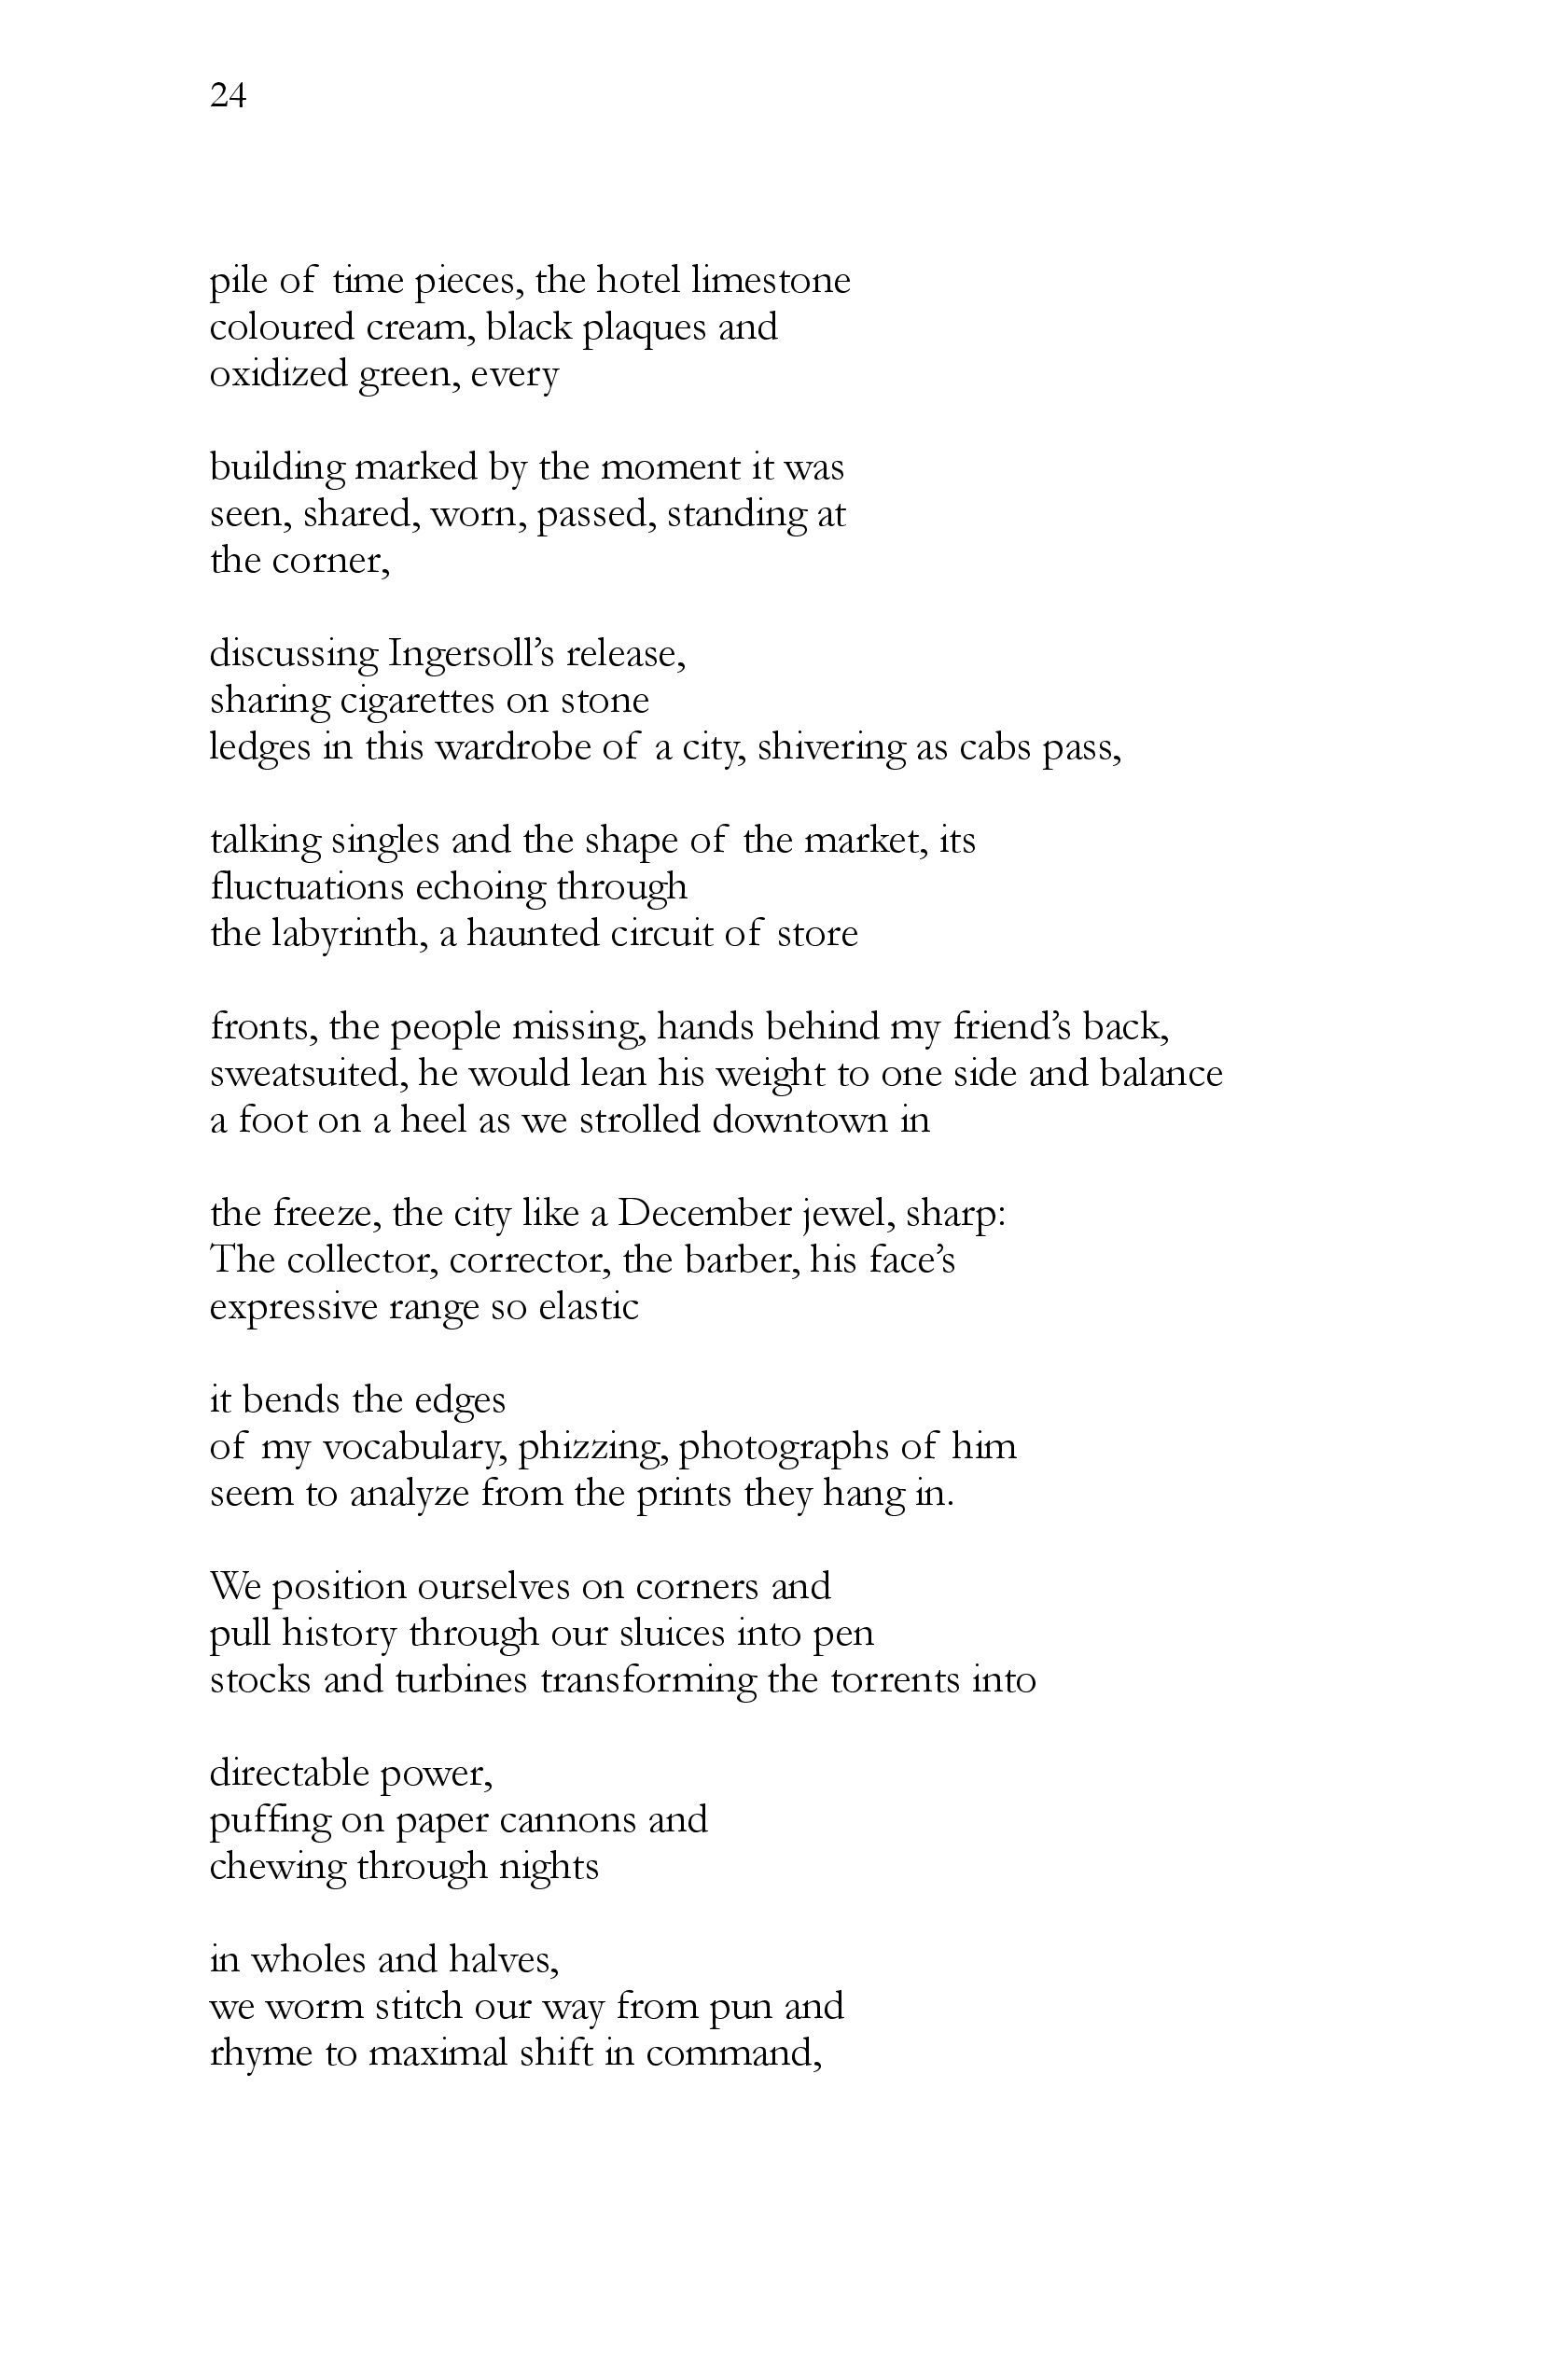 24
pile of time pieces, the hotel limestone
coloured cream, black plaques and
oxidized green, every
building marked by the moment it was
seen, shared, worn, passed, standing at
the corner,
discussing Ingersoll’s release,
sharing cigarettes on stone
ledges in this wardrobe of a city, shivering as cabs pass,
talking singles and the shape of the market, its
fluctuations echoing through
the labyrinth, a haunted circuit of store
fronts, the people missing, hands behind my friend’s back,
sweatsuited, he would lean his weight to one side and balance
a foot on a heel as we strolled downtown in
the freeze, the city like a December jewel, sharp:
The collector, corrector, the barber, his face’s
expressive range so elastic
it bends the edges
of my vocabulary, phizzing, photographs of him
seem to analyze from the prints they hang in.
We position ourselves on corners and
pull history through our sluices into pen
stocks and turbines transforming the torrents into
directable power,
puffing on paper cannons and
chewing through nights
in wholes and halves,
we worm stitch our way from pun and
rhyme to maximal shift in command,